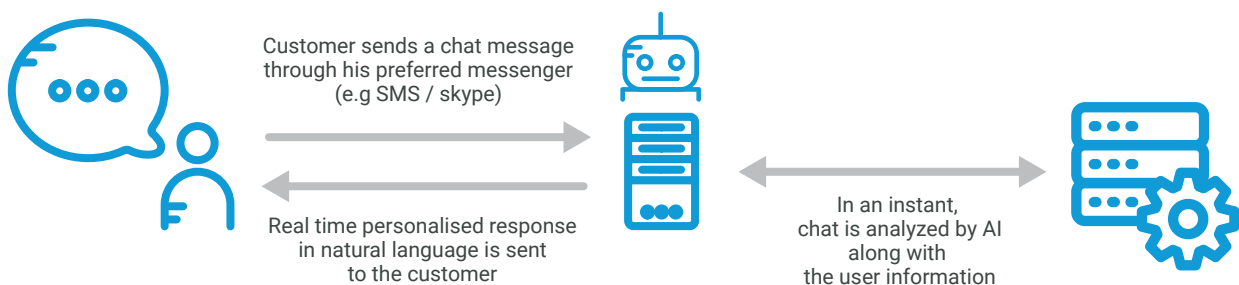 Customer sends a chat message
through his preferred messenger
(e.g SMS / skype)
Real time personalised response
in natural language is sent
to the customer
In an instant,
chat is analyzed by AI
along with
the user information